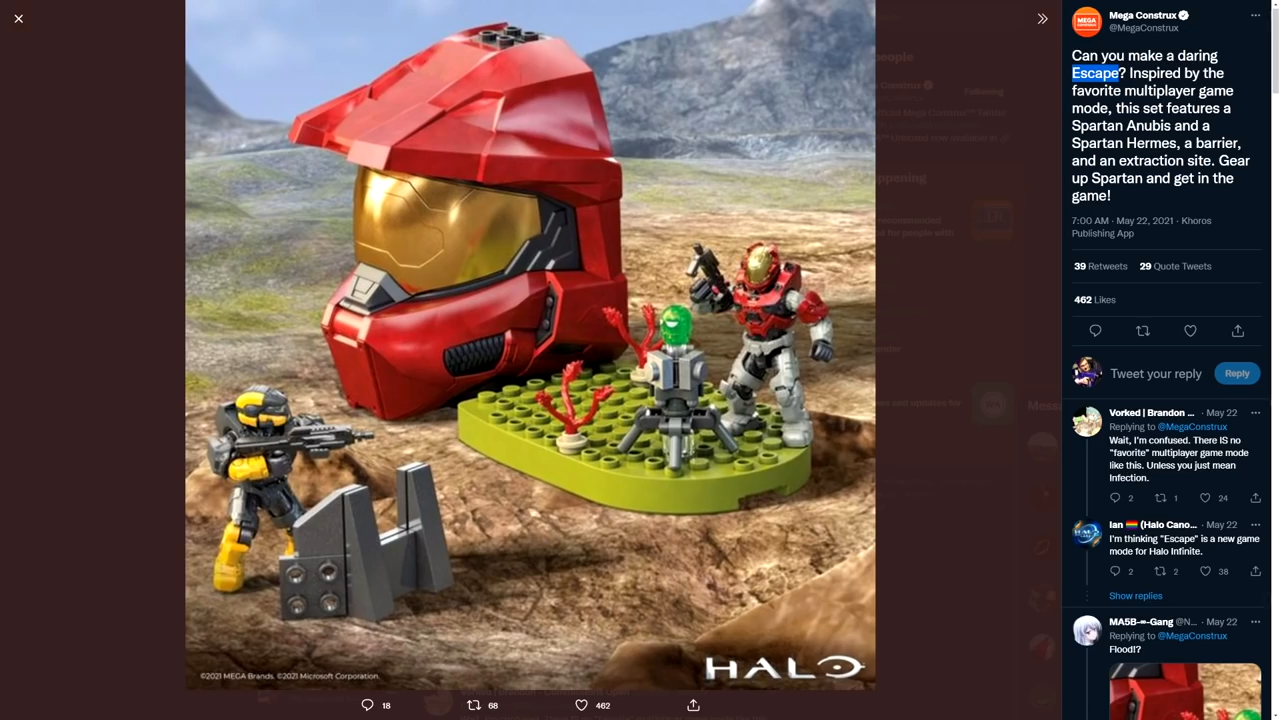 Mega Construx
@MegaConstrux
Can you make a daring
Escape? Inspired by the
favorite multiplayer game
mode, this set features a
Spartan Anubis and a
Spartan Hermes, a barrier,
and an extraction site. Gear
up Spartan and get in the
game!
7:00 AM · May 22, 2021 · Khoros
Publishing App
39 Retweets 29 Quote Tweets
462 Likes
Tweet your reply
Reply
Vorked | Brandon ... · May 22
Replying to @MegaConstrux
Wait, I'm confused. There IS no
"favorite" multiplayer game mode
like this. Unless you just mean
Infection.
2 1 24
Ian 🏳️‍🌈 (Halo Cano... · May 22
I'm thinking "Escape" is a new game
mode for Halo Infinite.
2 2 38
Show replies
MA5B-∞-Gang @N... · May 22
Replying to @MegaConstrux
Flood!?
HALO
©2021 MEGA Brands. ©2021 Microsoft Corporation.
18 68 462
MEGA
Following